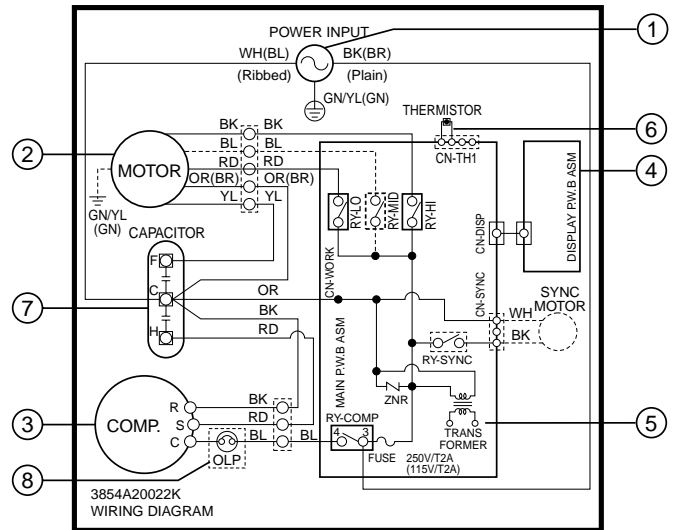 POWER INPUT
1
WH(BL)
BK(BR)
(Ribbed)
(Plain)
GN/YL(GN)
THERMISTOR
6
CN-TH1
2
MOTOR
BK
BK
BL
BL
RD
RD
OR(BR)
OR(BR)
YL
YL
GN/YL
(GN)
RY-LO
RY-MID
RY-HI
4
DISPLAY P.W.B ASM
CN-DISP
CAPACITOR
F
C
H
7
CN-WORK
OR
BK
RD
CN-SYNC
SYNC
MOTOR
WH
BK
RY-SYNC
MAIN P.W.B ASM
ZNR
3
COMP.
R
S
C
BK
RD
BL
BL
OLP
8
RY-COMP
4
3
FUSE
250V/T2A
(115V/T2A)
TRANS
FORMER
5
3854A20022K
WIRING DIAGRAM